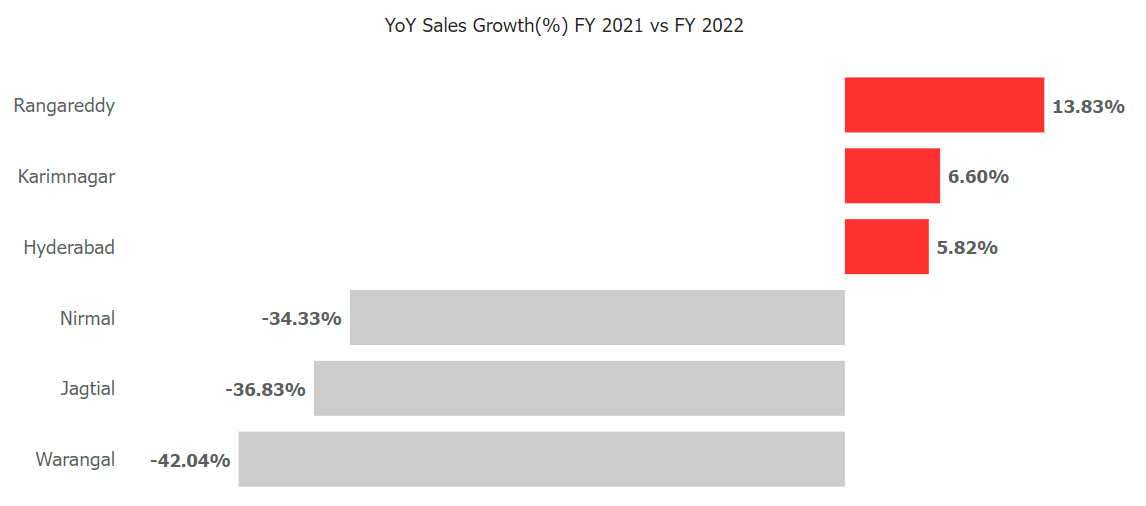 YoY Sales Growth(%) FY 2021 vs FY 2022
Rangareddy 13.83%
Karimnagar 6.60%
Hyderabad 5.82%
Nirmal -34.33%
Jagtial -36.83%
Warangal -42.04%